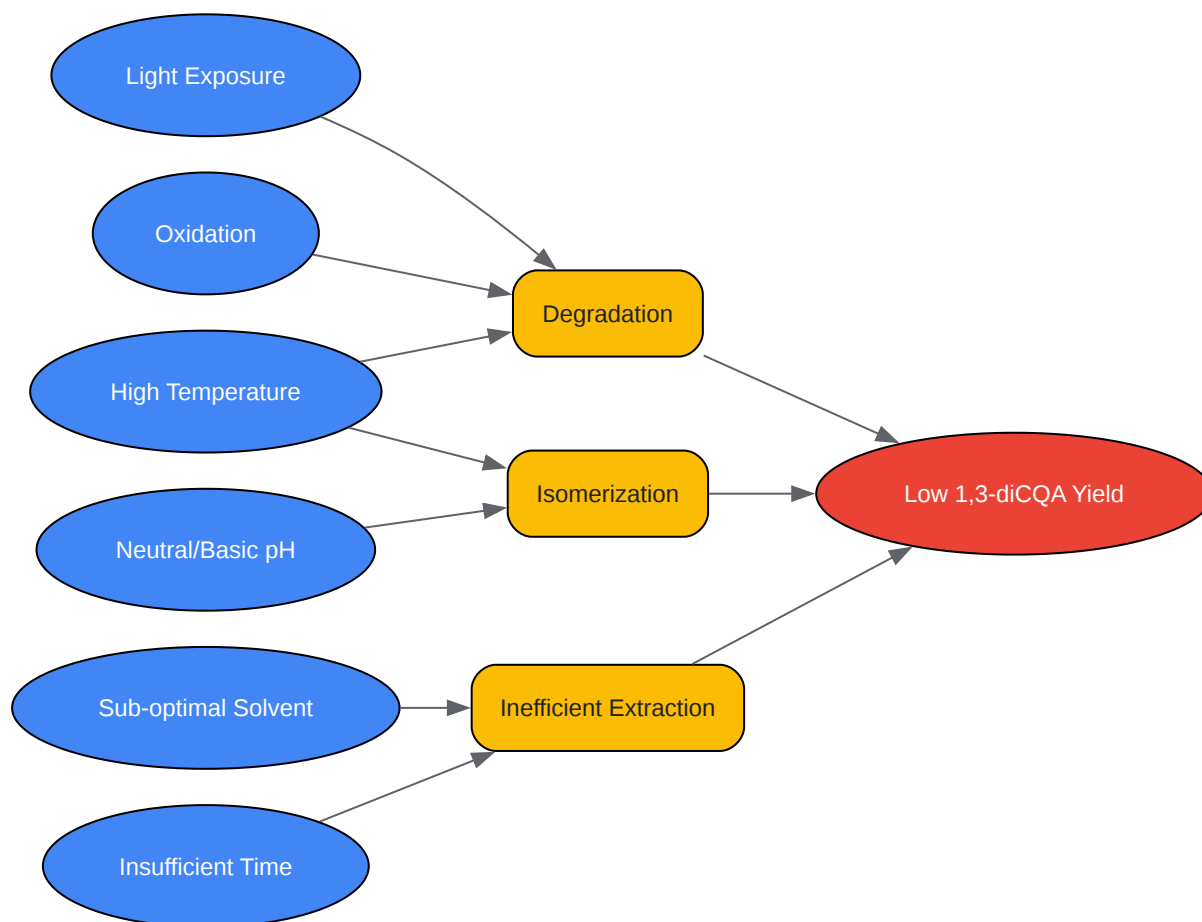 Light Exposure
Oxidation
High Temperature
Neutral/Basic pH
Sub-optimal Solvent
Insufficient Time
Degradation
Isomerization
Inefficient Extraction
Low 1,3-diCQA Yield